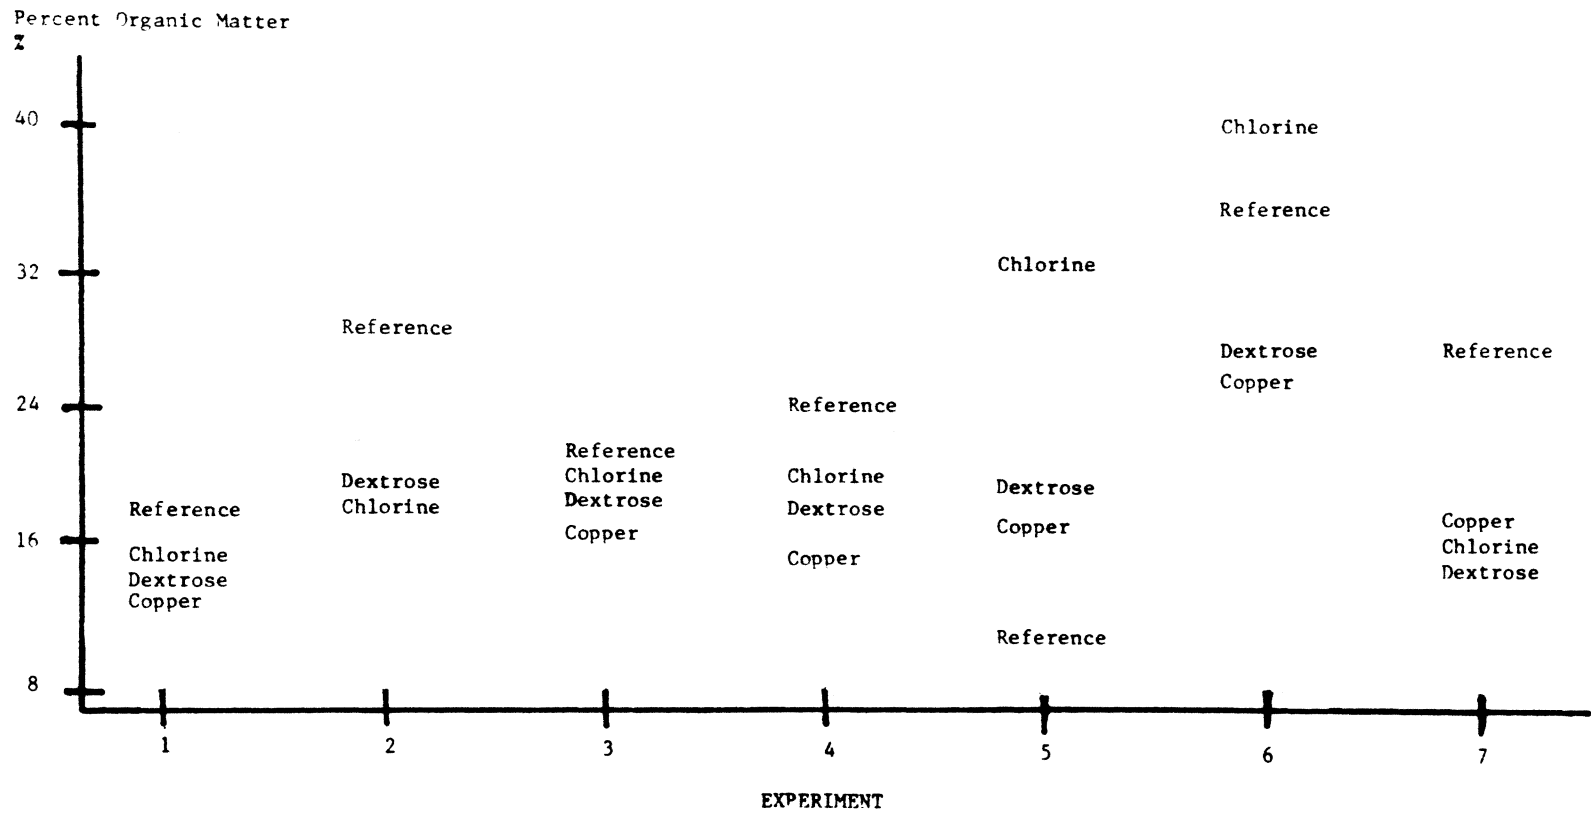 Percent Organic Matter
%
40
Chlorine
Reference
32
Chlorine
Reference
Dextrose
Reference
Copper
24
Reference
Reference
Dextrose
Chlorine
Chlorine
Dextrose
Dextrose
Chlorine
Reference
Dextrose
Copper
16
Copper
Copper
Chlorine
Chlorine
Copper
Dextrose
Dextrose
Copper
Reference
8
1
2
3
4
5
6
7
EXPERIMENT